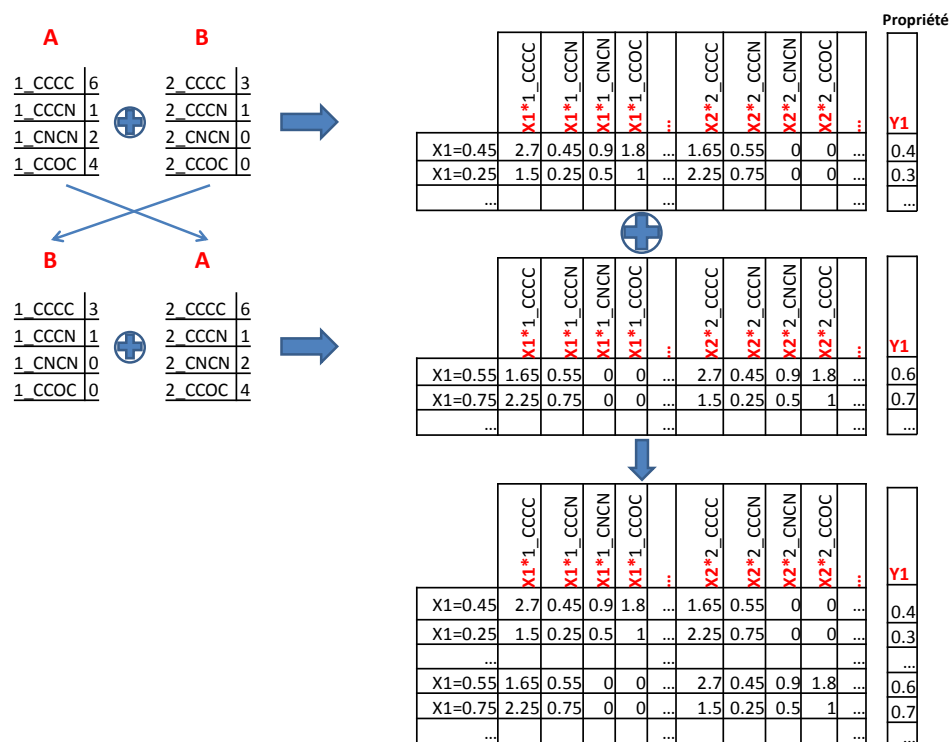 Propriété
A B
1_CCCC 6 2_CCCC 3
1_CCCN 1 2_CCCN 1
1_CNCN 2 2_CNCN 0
1_CCOC 4 2_CCOC 0
X1*1_CCCC X1*1_CCCN X1*1_CNCN X1*1_CCOC ... X2*2_CCCC X2*2_CCCN X2*2_CNCN X2*2_CCOC ... Y1
X1=0.45 2.7 0.45 0.9 1.8 ... 1.65 0.55 0 0 ... 0.4
X1=0.25 1.5 0.25 0.5 1 ... 2.25 0.75 0 0 ... 0.3
... ... ... ...
B A
1_CCCC 3 2_CCCC 6
1_CCCN 1 2_CCCN 1
1_CNCN 0 2_CNCN 2
1_CCOC 0 2_CCOC 4
X1*1_CCCC X1*1_CCCN X1*1_CNCN X1*1_CCOC ... X2*2_CCCC X2*2_CCCN X2*2_CNCN X2*2_CCOC ... Y1
X1=0.55 1.65 0.55 0 0 ... 2.7 0.45 0.9 1.8 ... 0.6
X1=0.75 2.25 0.75 0 0 ... 1.5 0.25 0.5 1 ... 0.7
... ... ... ...
X1*1_CCCC X1*1_CCCN X1*1_CNCN X1*1_CCOC ... X2*2_CCCC X2*2_CCCN X2*2_CNCN X2*2_CCOC ... Y1
X1=0.45 2.7 0.45 0.9 1.8 ... 1.65 0.55 0 0 ... 0.4
X1=0.25 1.5 0.25 0.5 1 ... 2.25 0.75 0 0 ... 0.3
... ... ... ...
X1=0.55 1.65 0.55 0 0 ... 2.7 0.45 0.9 1.8 ... 0.6
X1=0.75 2.25 0.75 0 0 ... 1.5 0.25 0.5 1 ... 0.7
... ... ... ...